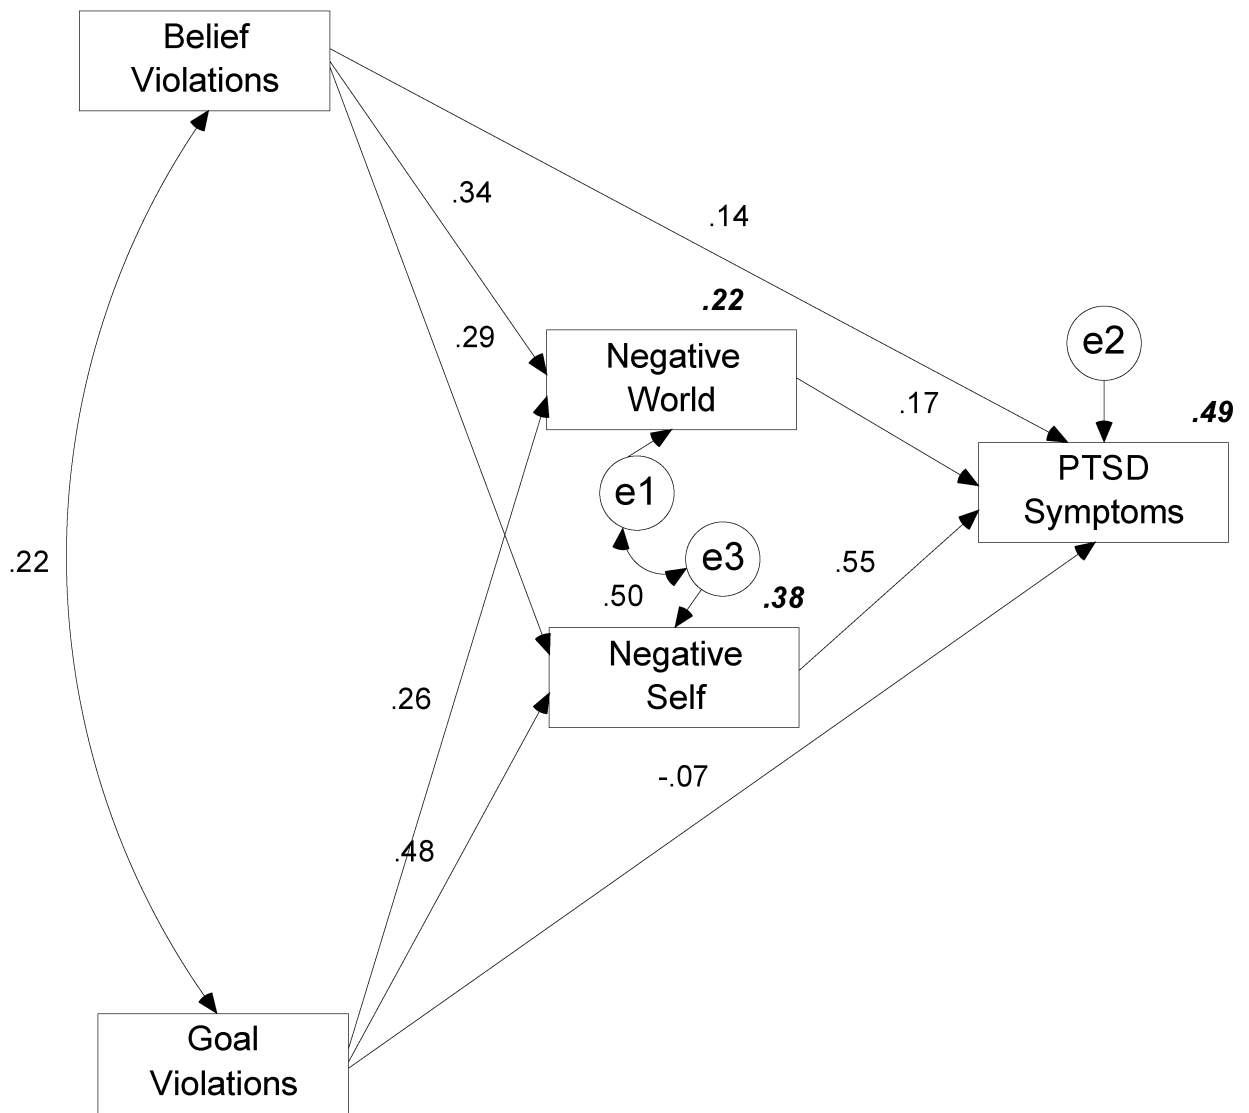 Belief
Violations
.34
.14
.22
.29
Negative
World
e2
.17
.49
PTSD
Symptoms
e1
e3
.22
.55
.50
.38
Negative
Self
.26
-.07
.48
Goal
Violations